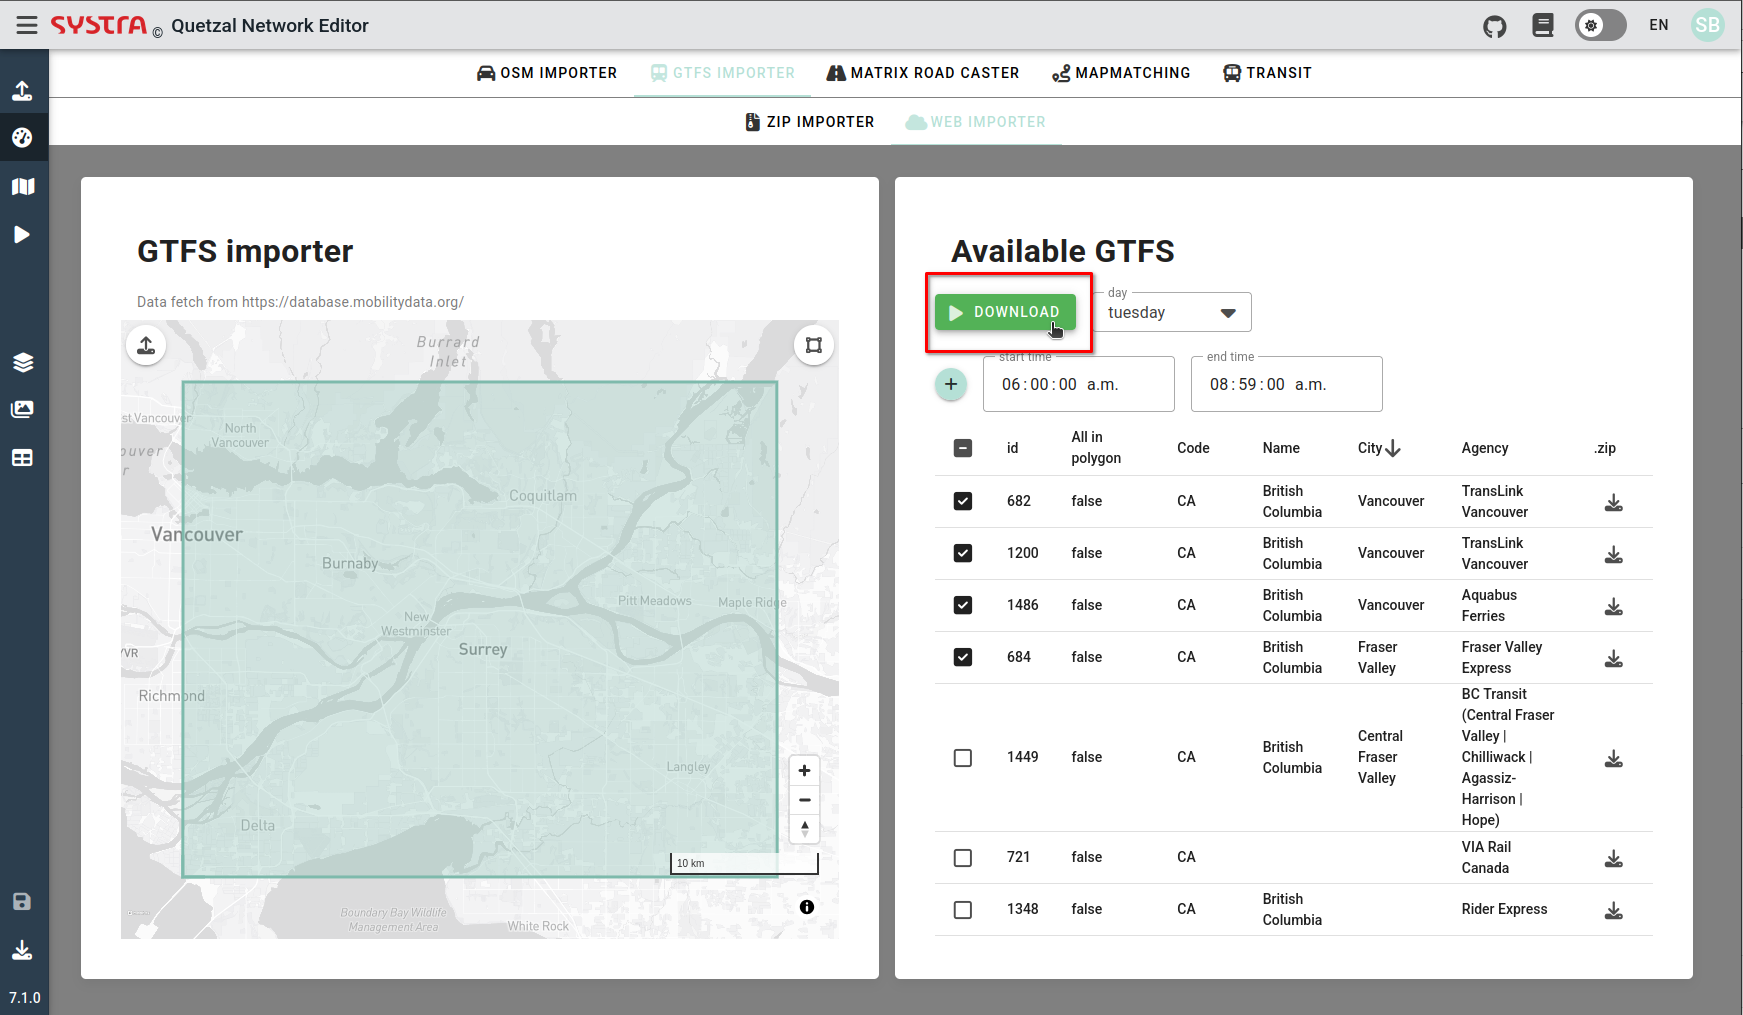 SYSTRA © Quetzal Network Editor
EN
SB
OSM IMPORTER
GTFS IMPORTER
MATRIX ROAD CASTER
MAPMATCHING
TRANSIT
ZIP IMPORTER
WEB IMPORTER
GTFS importer
Data fetch from https://database.mobilitydata.org/
Burrard
Inlet
st Vancouver
North
Vancouver
ouver
r
Coquitlam
Vancouver
Burnaby
Pitt Meadows
Maple Ridge
New
Westminster
Surrey
YVR
Richmond
Langley
Delta
10 km
Boundary Bay Wildlife
Management Area
White Rock
Available GTFS
DOWNLOAD
day
tuesday
start time
06:00:00 a.m.
end time
08:59:00 a.m.
id
All in
polygon
Code
Name
City
Agency
.zip
682
false
CA
British
Columbia
Vancouver
TransLink
Vancouver
1200
false
CA
British
Columbia
Vancouver
TransLink
Vancouver
1486
false
CA
British
Columbia
Vancouver
Aquabus
Ferries
684
false
CA
British
Columbia
Fraser
Valley
Fraser Valley
Express
1449
false
CA
British
Columbia
Central
Fraser
Valley
BC Transit
(Central Fraser
Valley |
Chilliwack |
Agassiz-
Harrison |
Hope)
721
false
CA
VIA Rail
Canada
1348
false
CA
British
Columbia
Rider Express
7.1.0